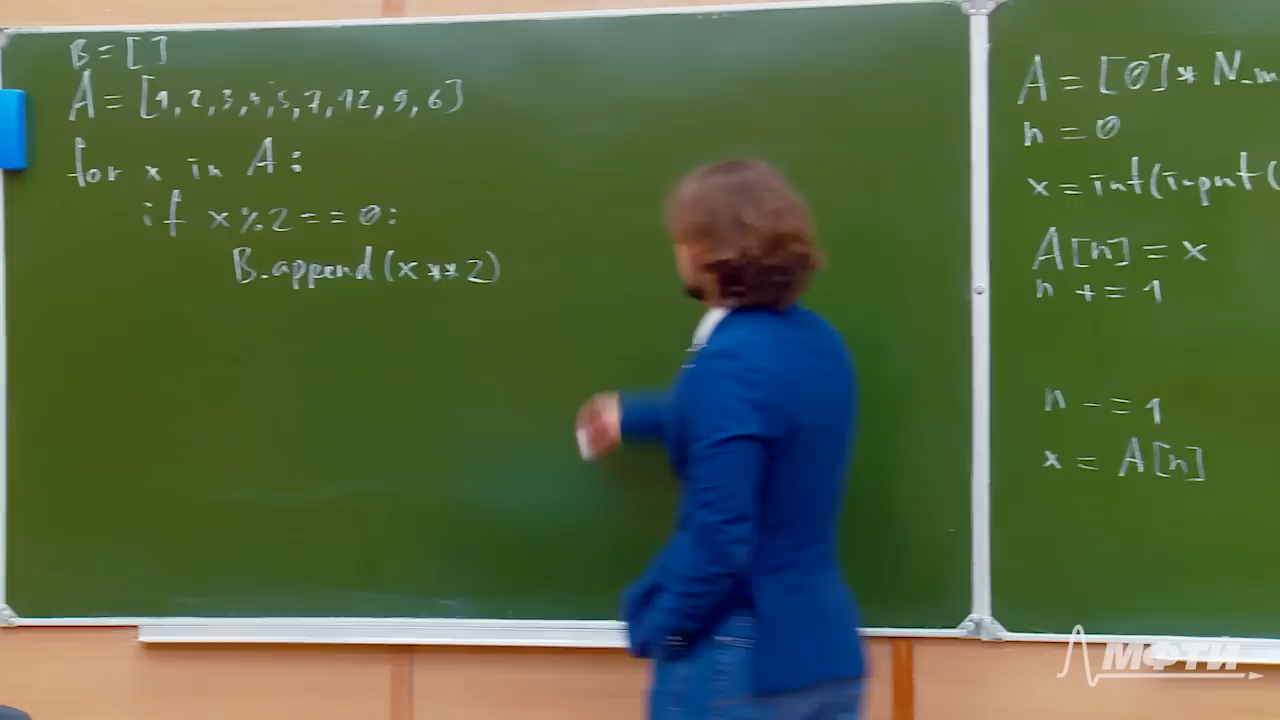 B = [ ]
A = [1, 2, 3, 4, 5, 7, 12, 9, 6]
for x in A:
if x%2 == 0:
B.append(x**2)
A = [0] * N_m
n = 0
x = int(input(
A[n] = x
n += 1
n -= 1
x = A[n]
МФТИ